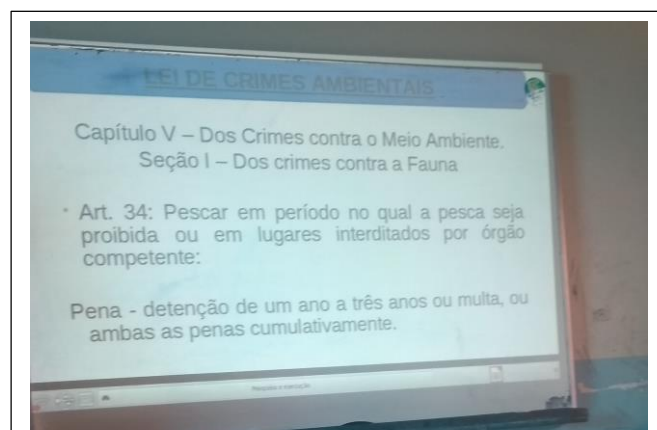 LEI DE CRIMES AMBIENTAIS
Capítulo V – Dos Crimes contra o Meio Ambiente.
Seção I – Dos crimes contra a Fauna
• Art. 34: Pescar em período no qual a pesca seja
proibida ou em lugares interditados por órgão
competente:
Pena - detenção de um ano a três anos ou multa, ou
ambas as penas cumulativamente.